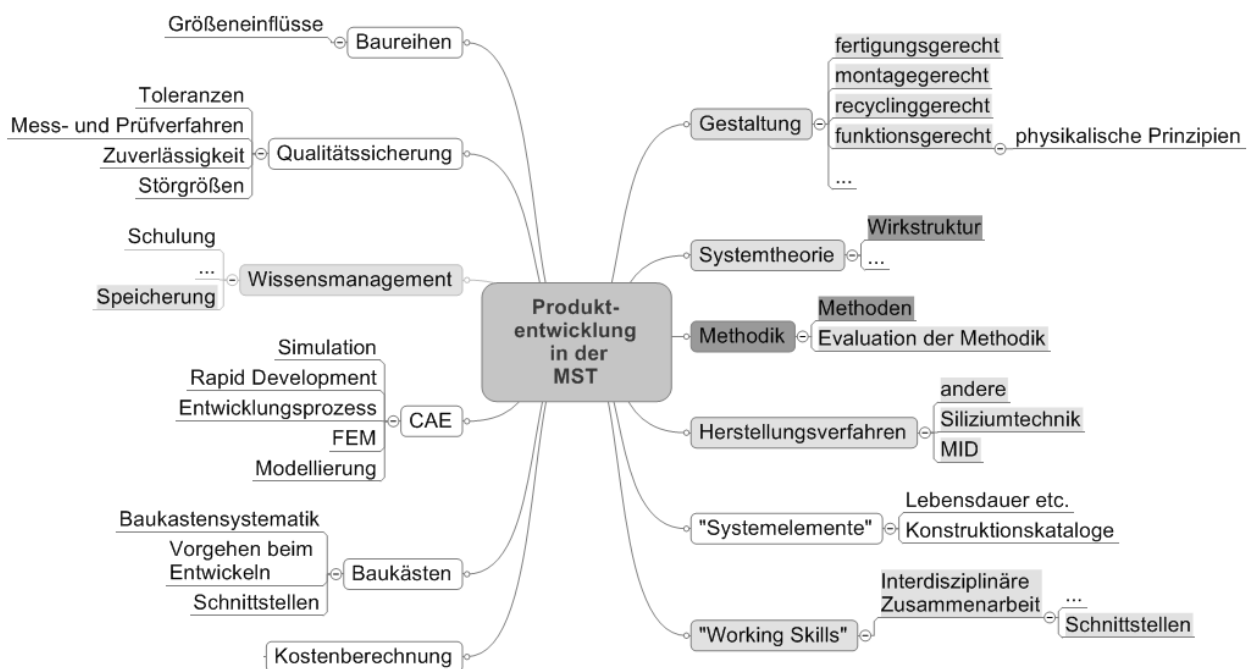 Größeneinflüsse
Baureihen
Toleranzen
Mess- und Prüfverfahren
Zuverlässigkeit
Störgrößen
Qualitätssicherung
Schulung
...
Speicherung
Wissensmanagement
Simulation
Rapid Development
Entwicklungsprozess
FEM
Modellierung
CAE
Baukastensystematik
Vorgehen beim
Entwickeln
Schnittstellen
Baukästen
Kostenberechnung
Produkt-
entwicklung
in der
MST
Gestaltung
fertigungsgerecht
montagegerecht
recyclinggerecht
funktionsgerecht
physikalische Prinzipien
...
Systemtheorie
Wirkstruktur
...
Methodik
Methoden
Evaluation der Methodik
Herstellungsverfahren
andere
Siliziumtechnik
MID
"Systemelemente"
Lebensdauer etc.
Konstruktionskataloge
"Working Skills"
Interdisziplinäre
Zusammenarbeit
...
Schnittstellen